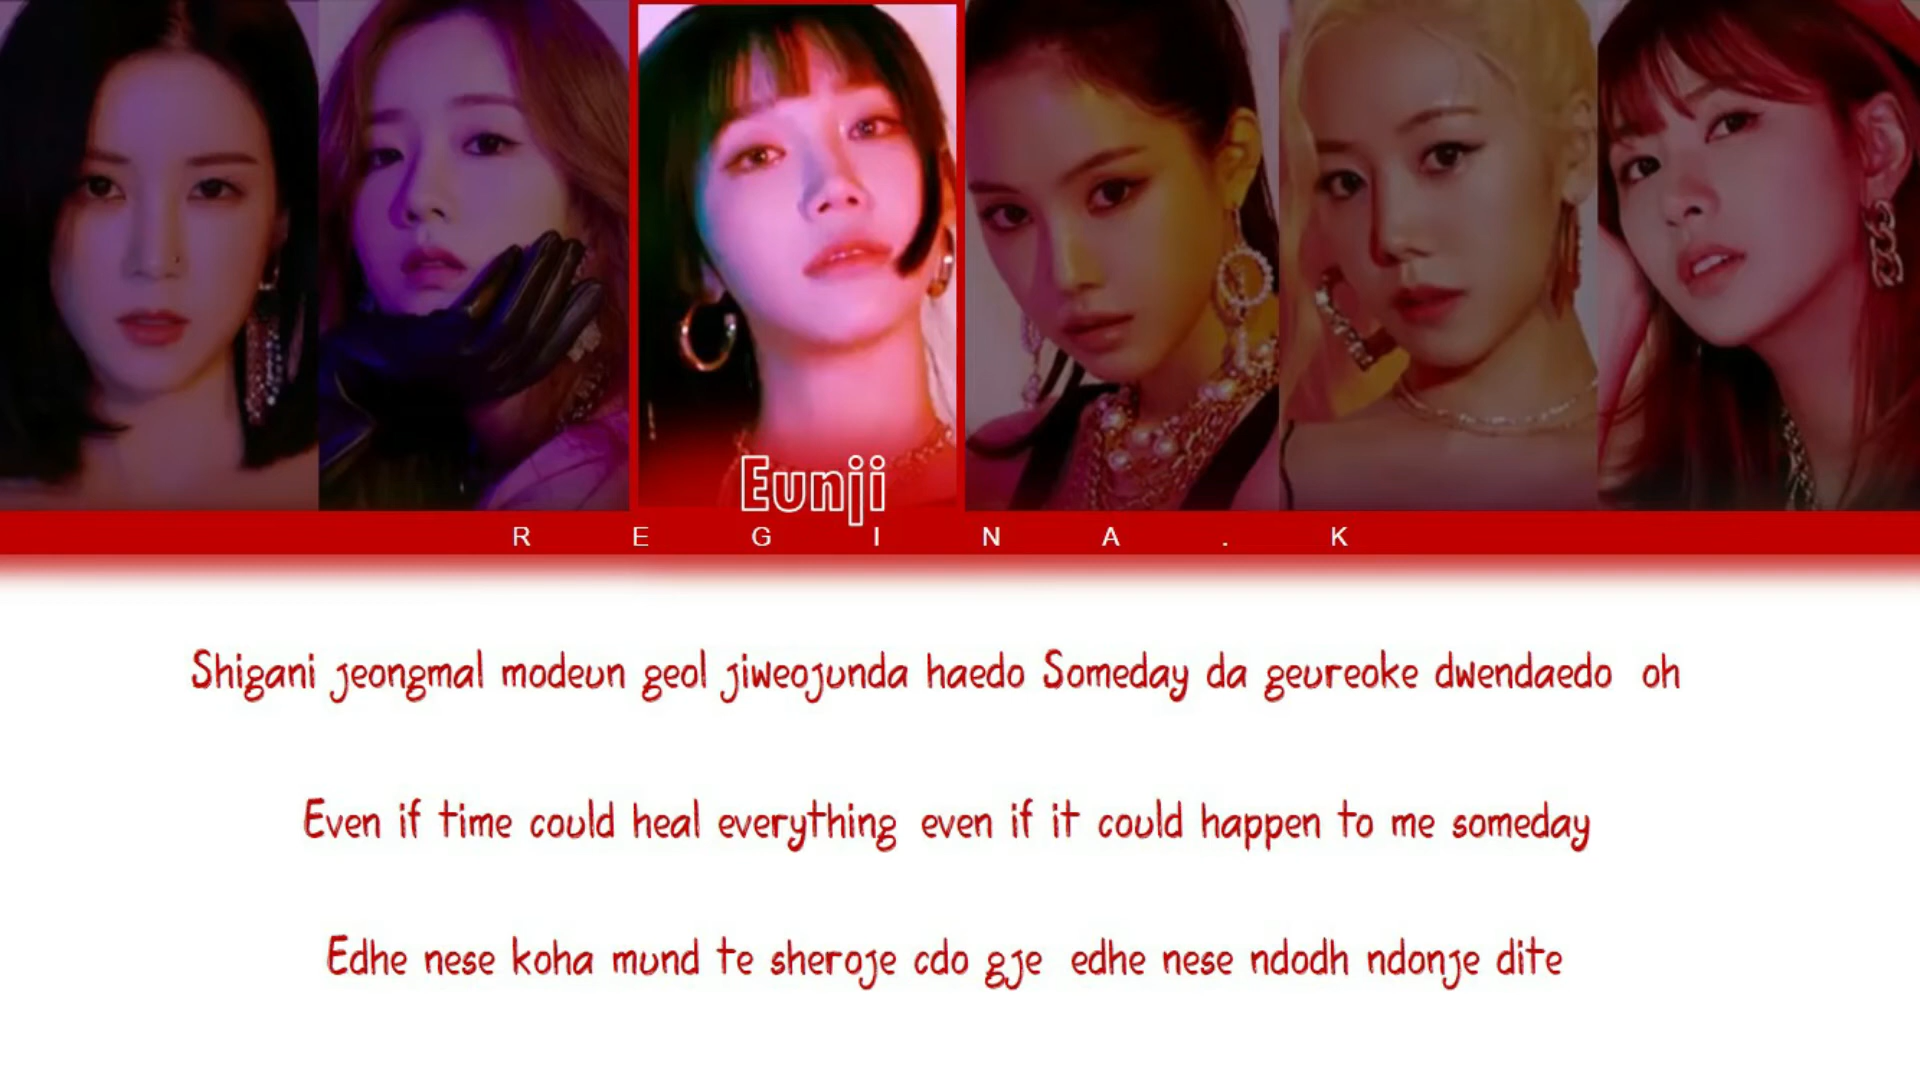 Eunji
REGINA.K
Shigani jeongmal modeun geol jiweojunda haedo Someday da geureoke dwendaedo oh
Even if time could heal everything even if it could happen to me someday
Edhe nese koha mund te sheroje cdo gje edhe nese ndodh ndonje dite